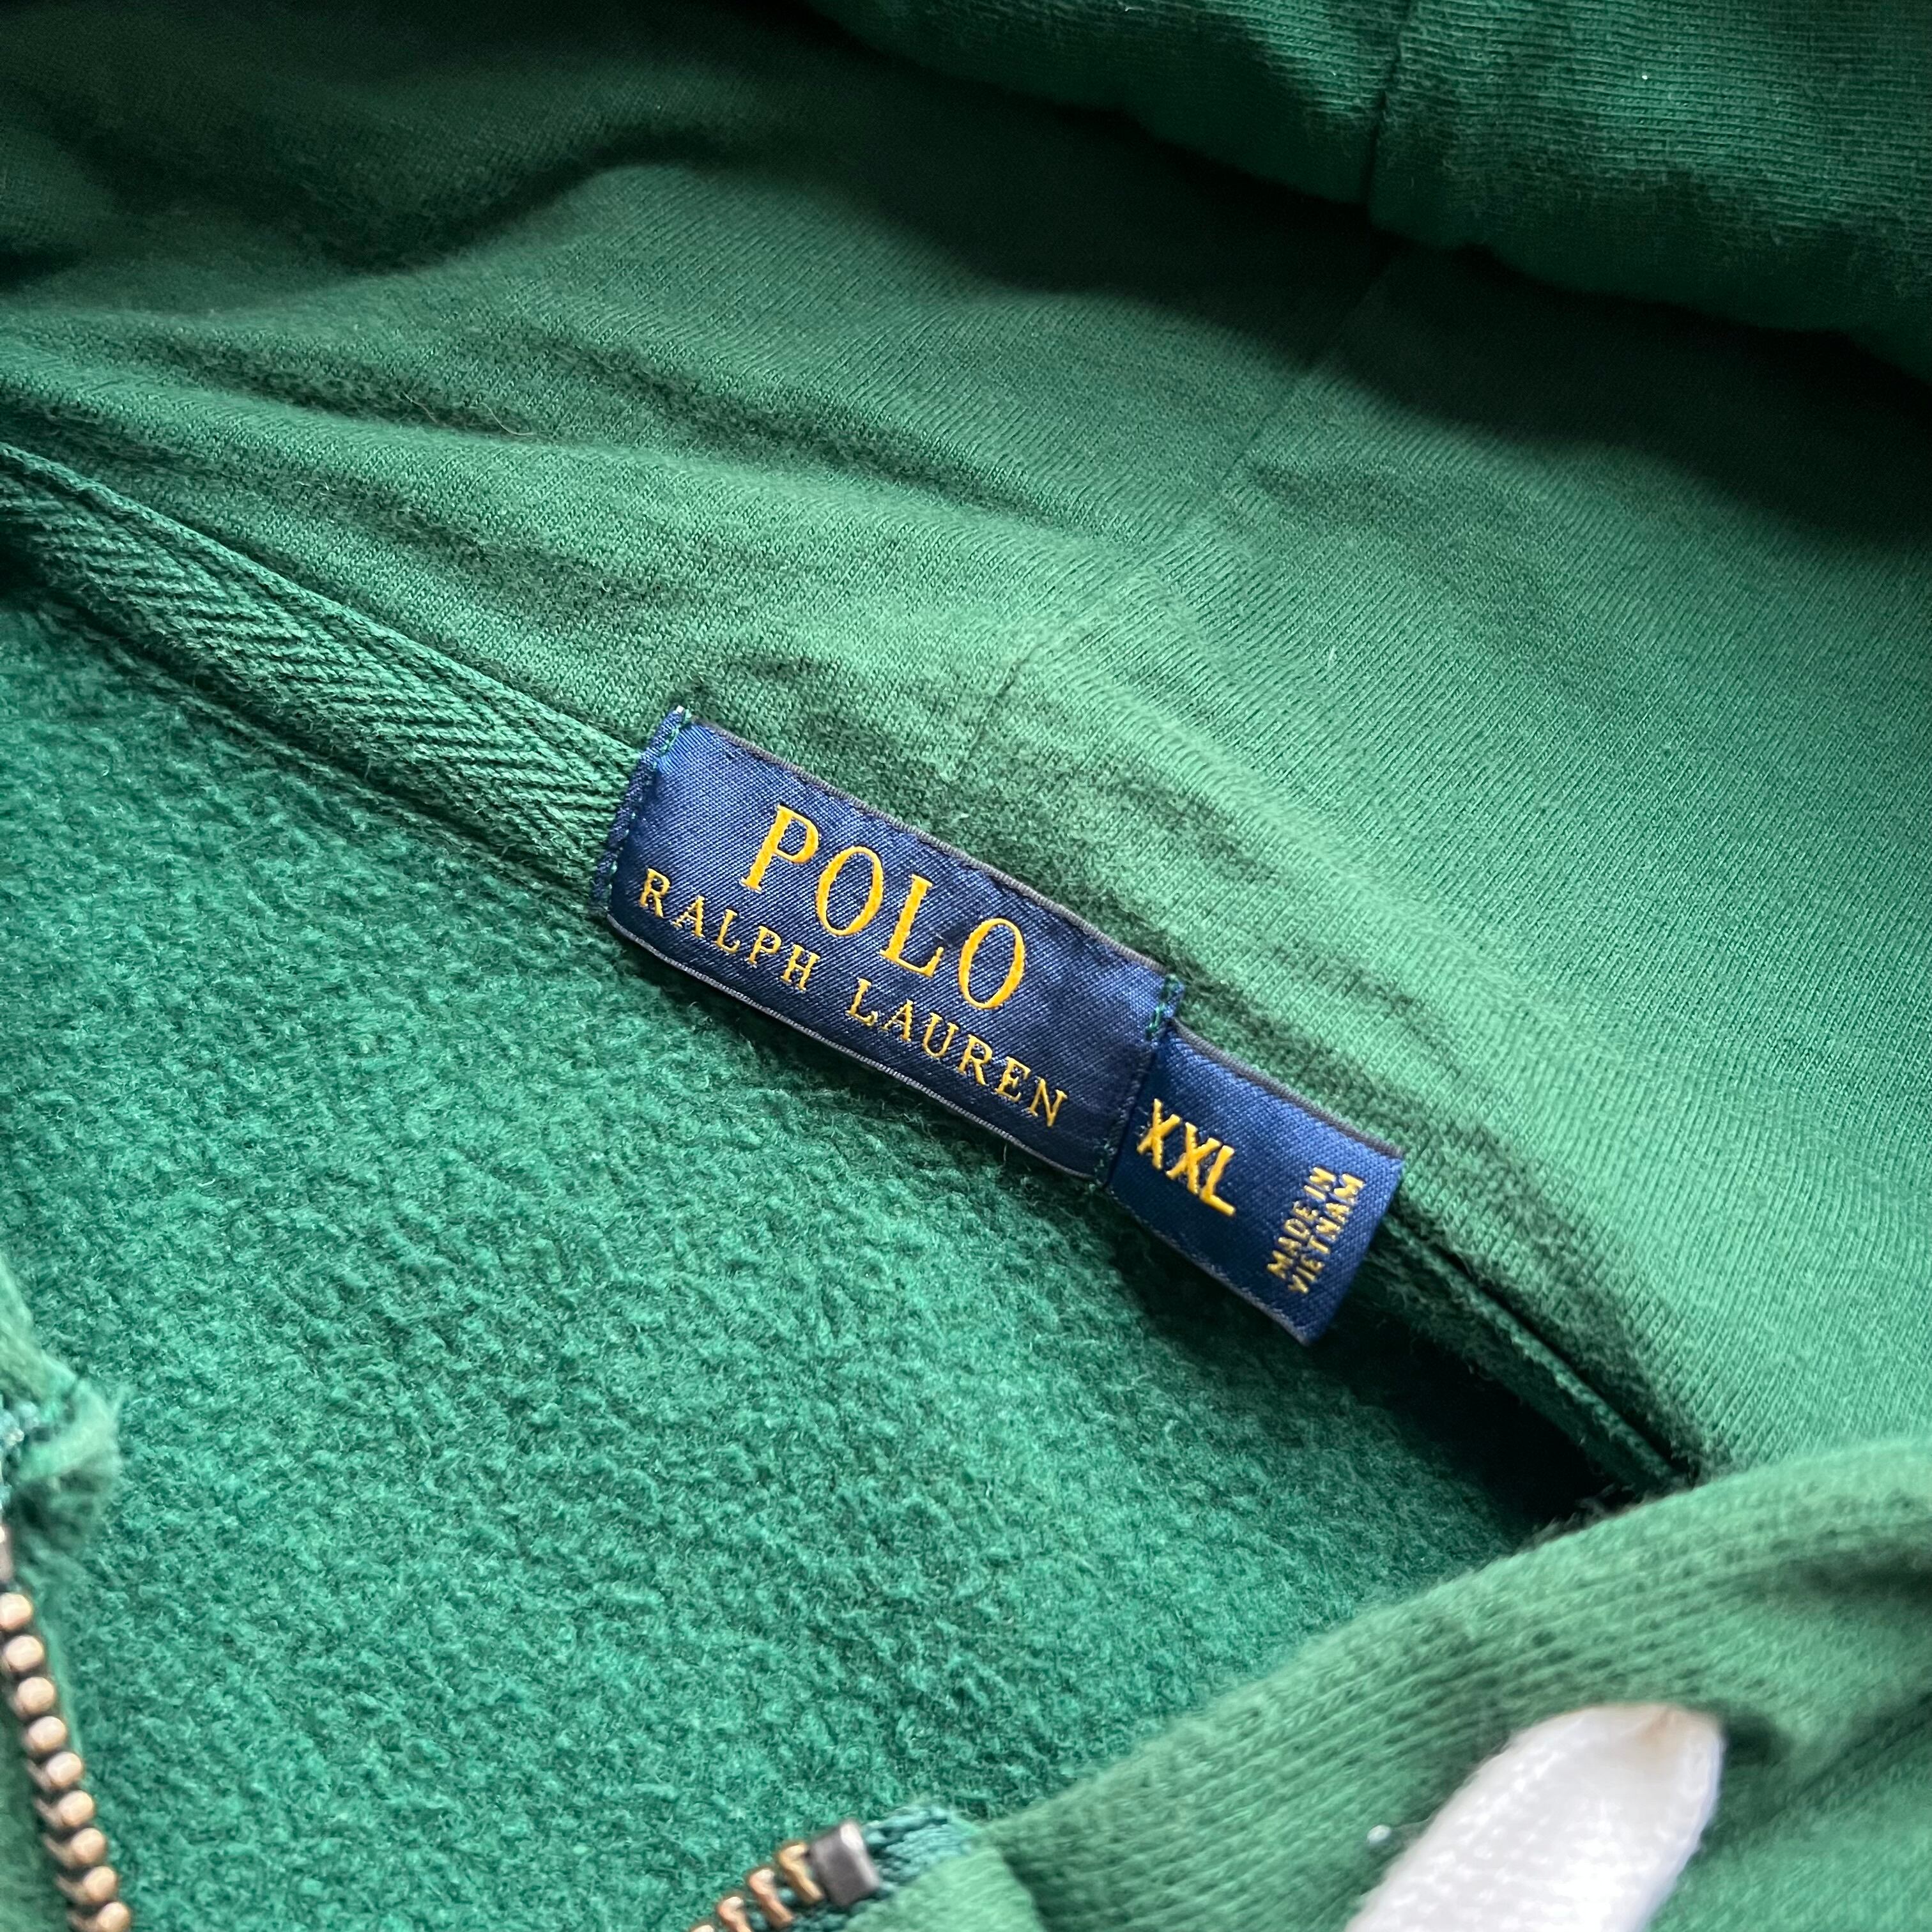 POLO
RALPH LAUREN
XXL
MADE IN
VIETNAM